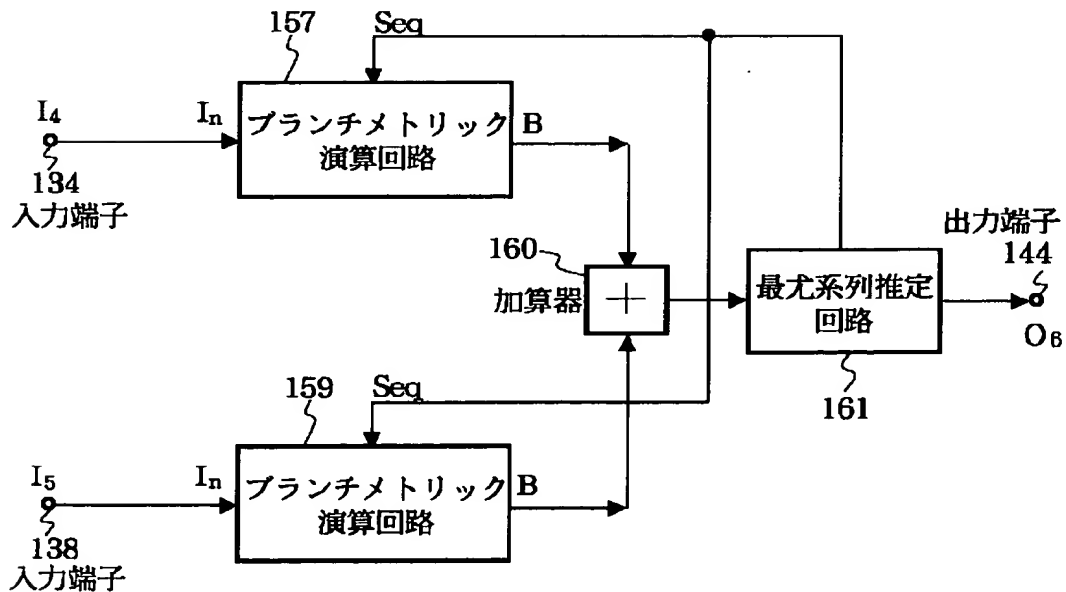 157
Seq
I4
In
ブランチメトリック
演算回路
B
134
入力端子
160
加算器
+
最尤系列推定
回路
161
出力端子
144
O6
159
Seq
I5
In
ブランチメトリック
演算回路
B
138
入力端子